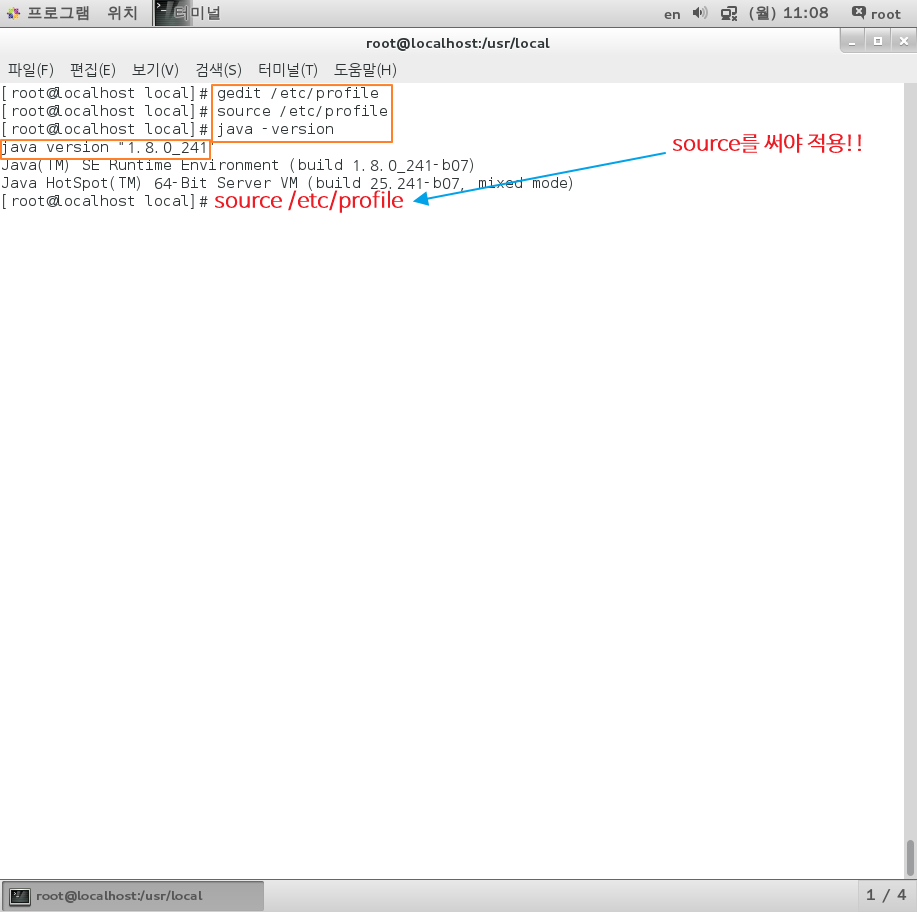 프로그램 위치 터미널 en (월) 11:08 root
root@localhost:/usr/local
파일(F) 편집(E) 보기(V) 검색(S) 터미널(T) 도움말(H)
[root@localhost local]# gedit /etc/profile
[root@localhost local]# source /etc/profile
[root@localhost local]# java -version
java version "1.8.0_241"
Java(TM) SE Runtime Environment (build 1.8.0_241-b07)
Java HotSpot(TM) 64-Bit Server VM (build 25.241-b07, mixed mode)
[root@localhost local]# source /etc/profile
source를 써야 적용!!
root@localhost:/usr/local 1 / 4